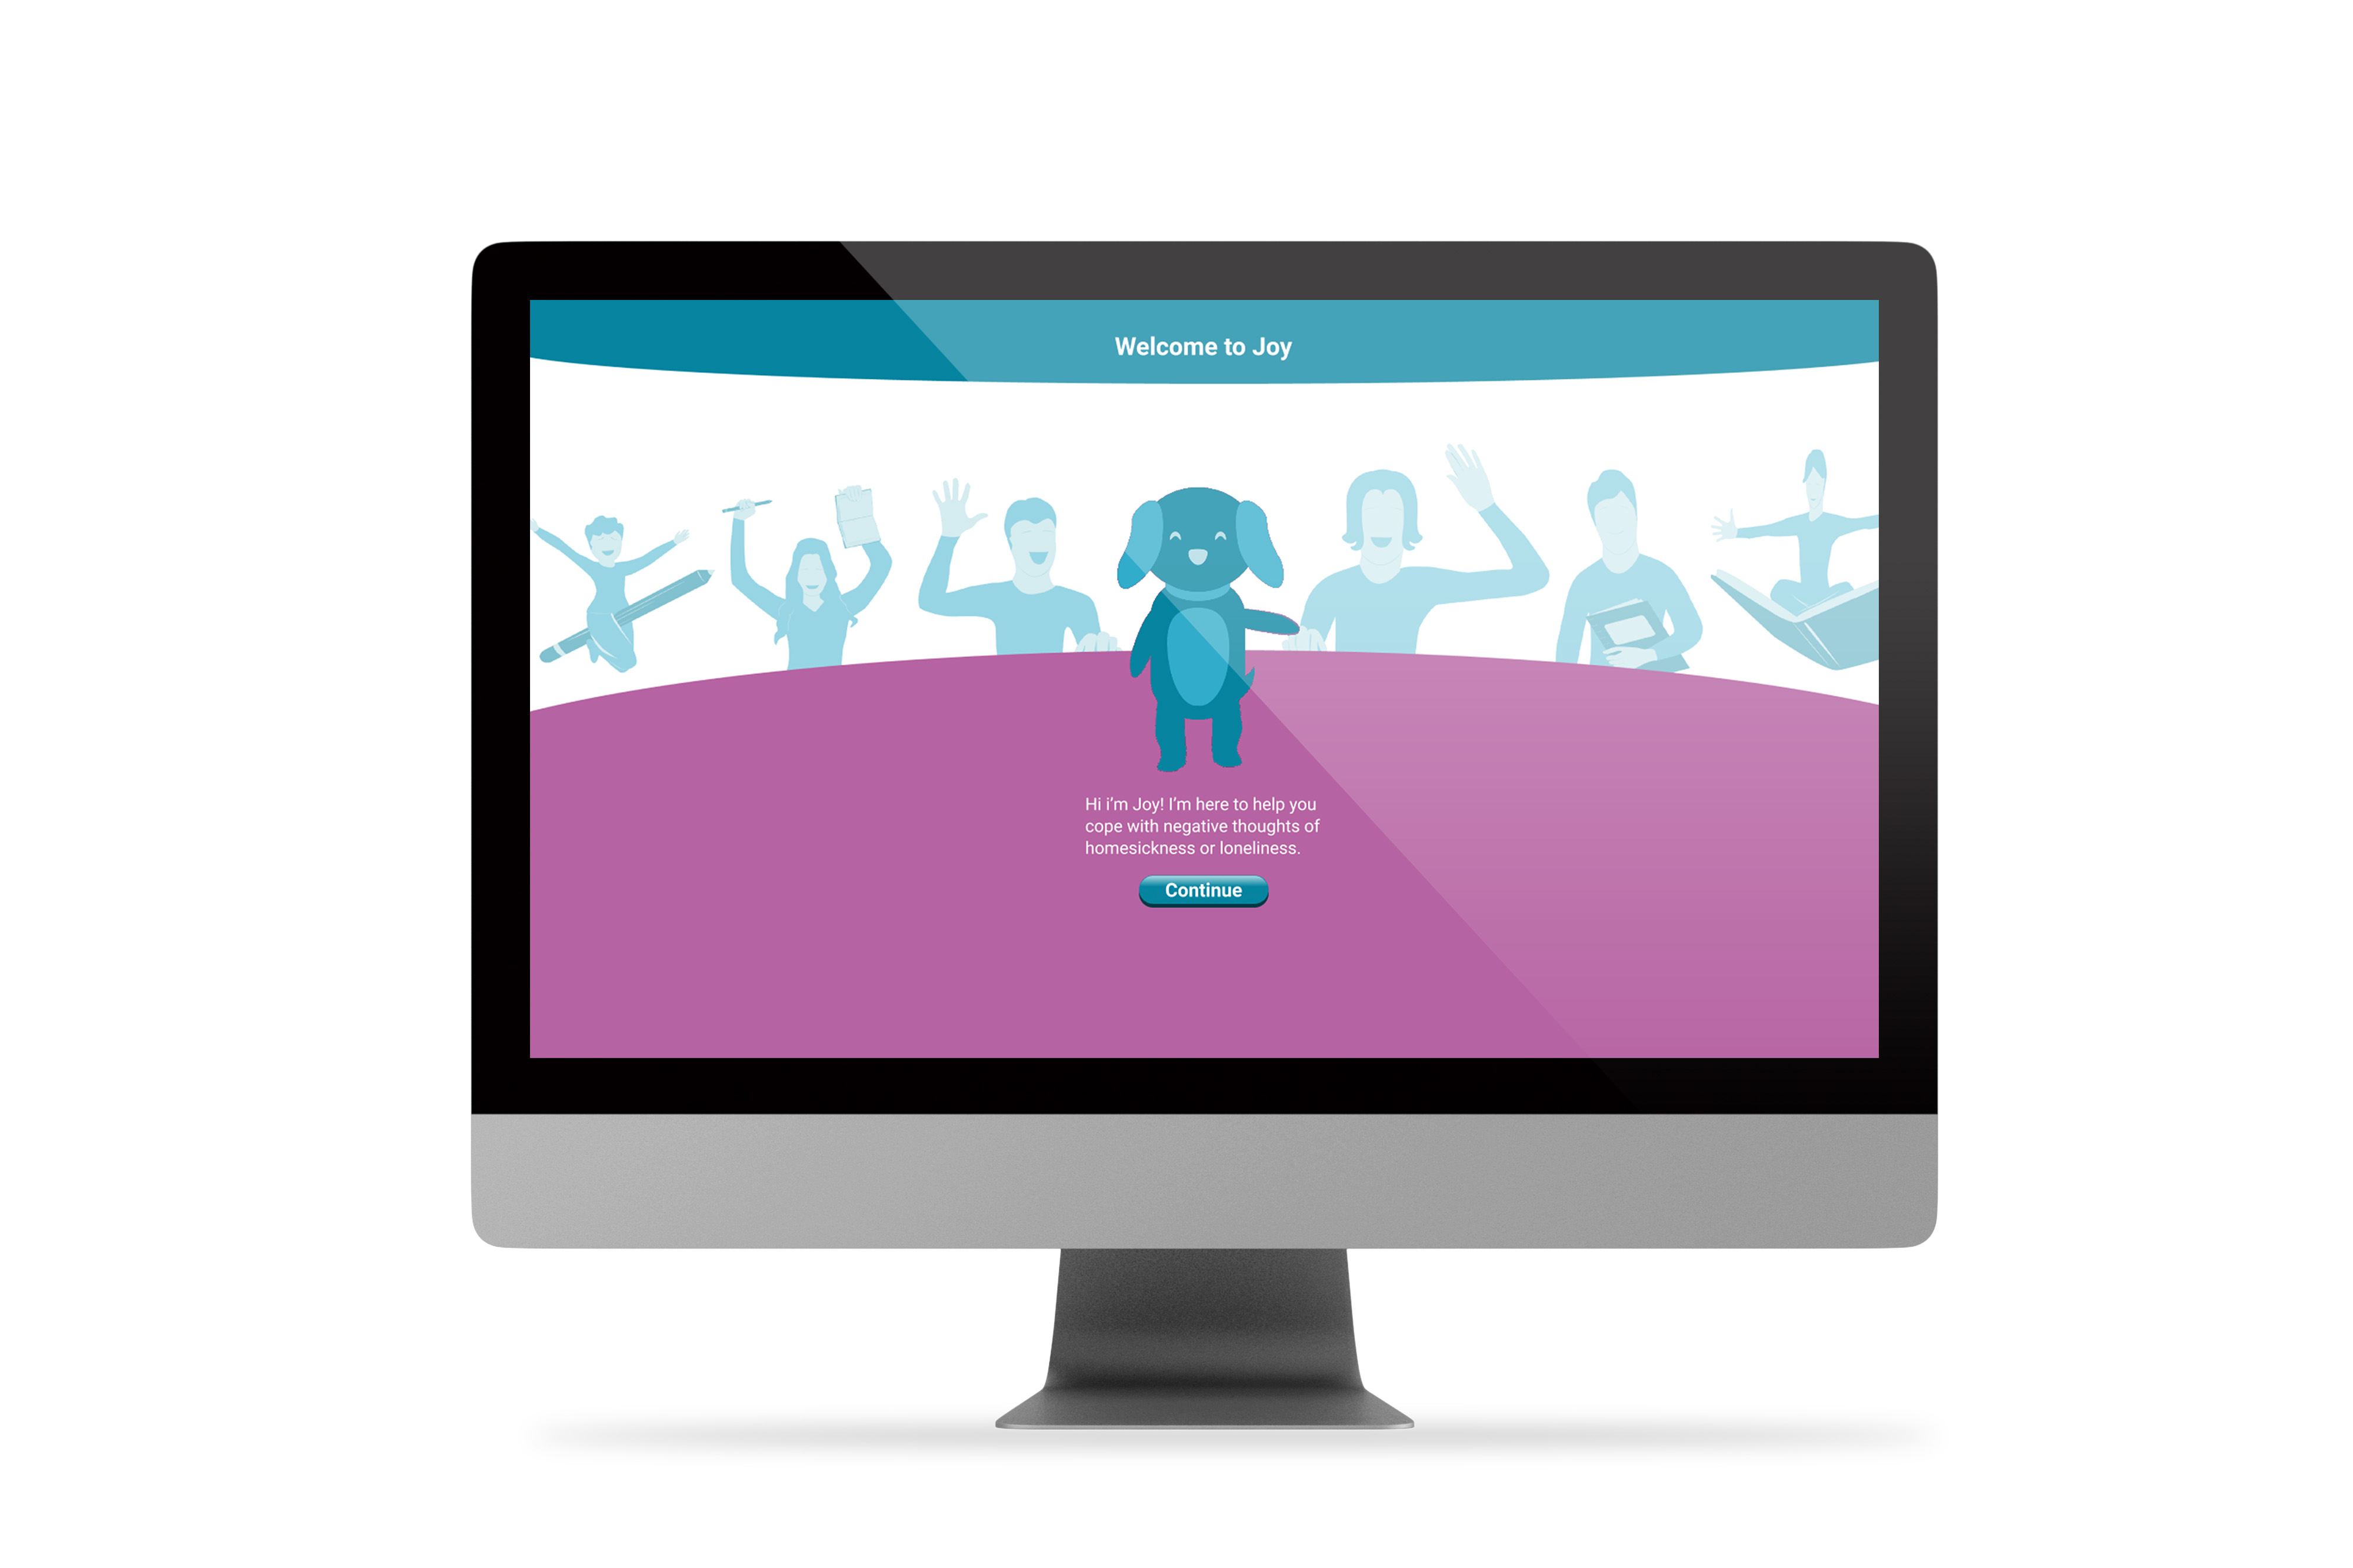 Welcome to Joy
Hi i’m Joy! I’m here to help you
cope with negative thoughts of
homesickness or loneliness.
Continue